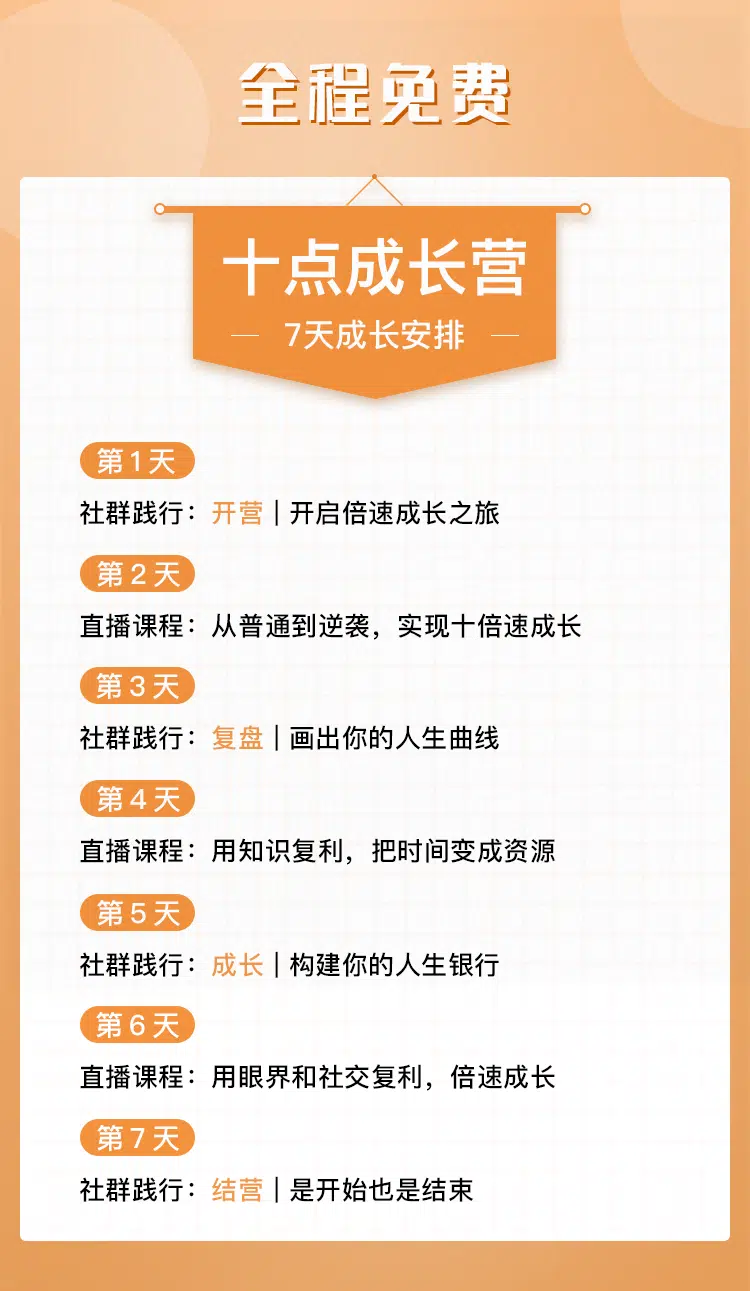 全程免费
十点成长营
7天成长安排
第1天
社群践行：开营 | 开启倍速成长之旅
第2天
直播课程：从普通到逆袭，实现十倍速成长
第3天
社群践行：复盘 | 画出你的人生曲线
第4天
直播课程：用知识复利，把时间变成资源
第5天
社群践行：成长 | 构建你的人生银行
第6天
直播课程：用眼界和社交复利，倍速成长
第7天
社群践行：结营 | 是开始也是结束